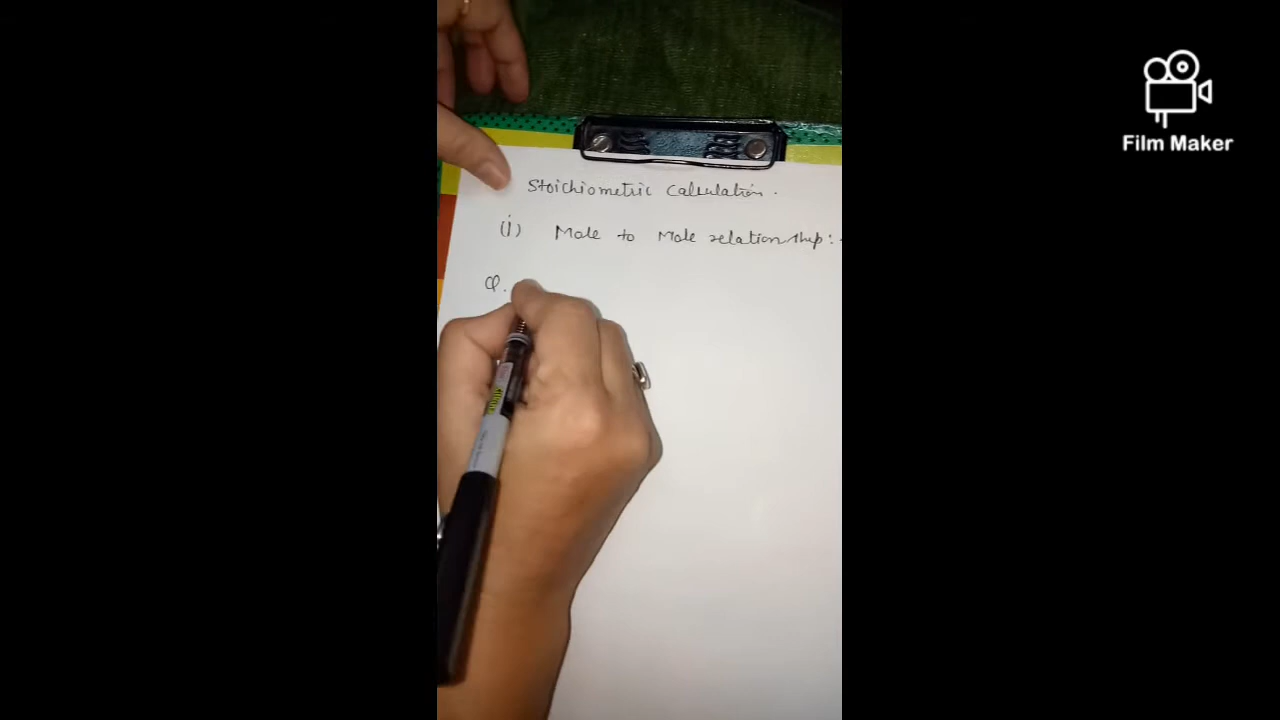 Film Maker
Stoichiometric Calculation.
(i) Mole to Mole relationship:-
Q.